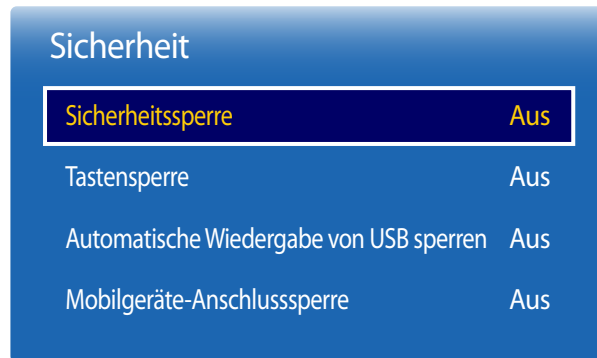 Sicherheit
Sicherheitssperre Aus
Tastensperre Aus
Automatische Wiedergabe von USB sperren Aus
Mobilgeräte-Anschlusssperre Aus